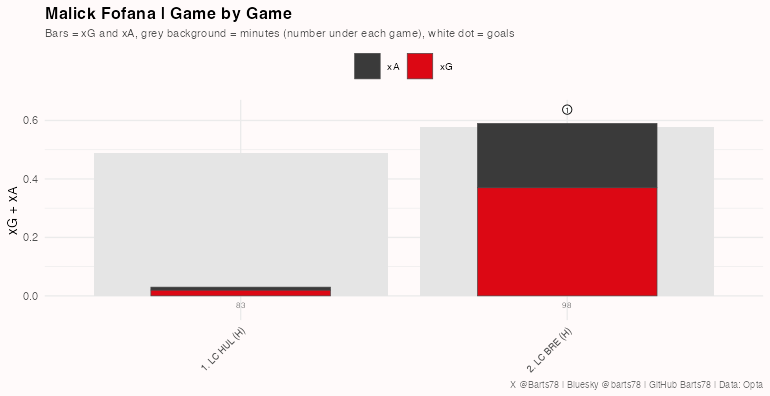 Malick Fofana | Game by Game
Bars = xG and xA, grey background = minutes (number under each game), white dot = goals
xA
xG
1
0.6
0.4
0.2
0.0
xG + xA
83
98
1. LC HUL (H)
2. LC BRE (H)
X @Barts78 | Bluesky @barts78 | GitHub Barts78 | Data: Opta